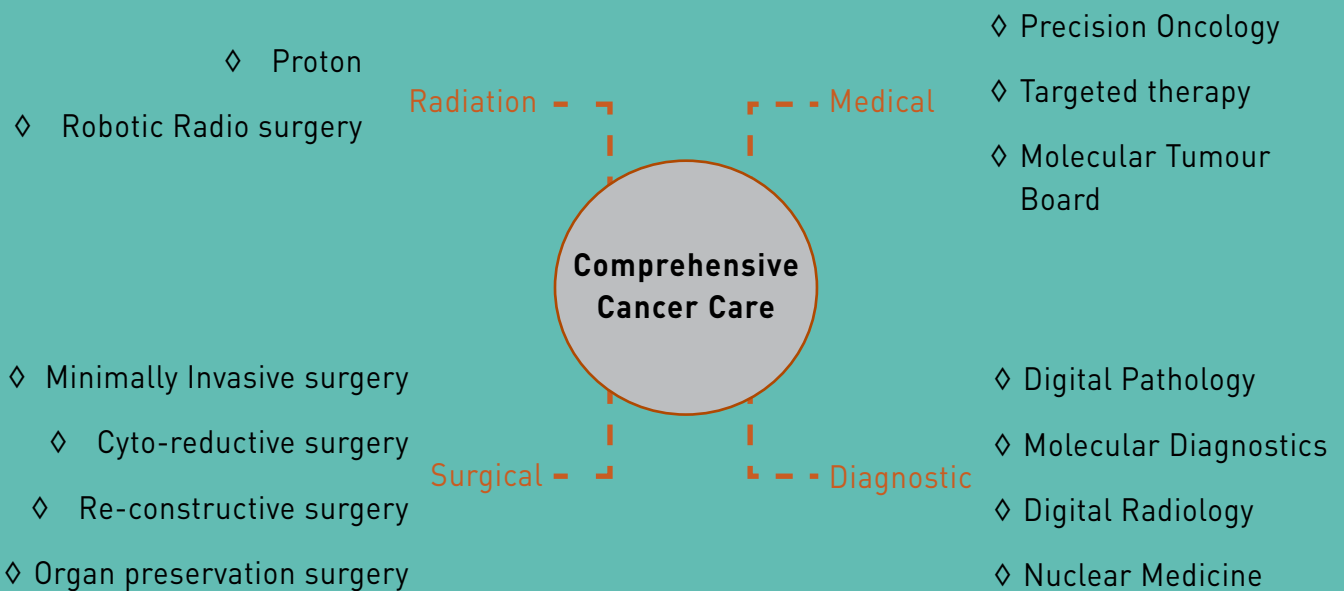 Radiation
◊ Proton
◊ Robotic Radio surgery
Medical
◊ Precision Oncology
◊ Targeted therapy
◊ Molecular Tumour
Board
Comprehensive
Cancer Care
Surgical
◊ Minimally Invasive surgery
◊ Cyto-reductive surgery
◊ Re-constructive surgery
◊ Organ preservation surgery
Diagnostic
◊ Digital Pathology
◊ Molecular Diagnostics
◊ Digital Radiology
◊ Nuclear Medicine